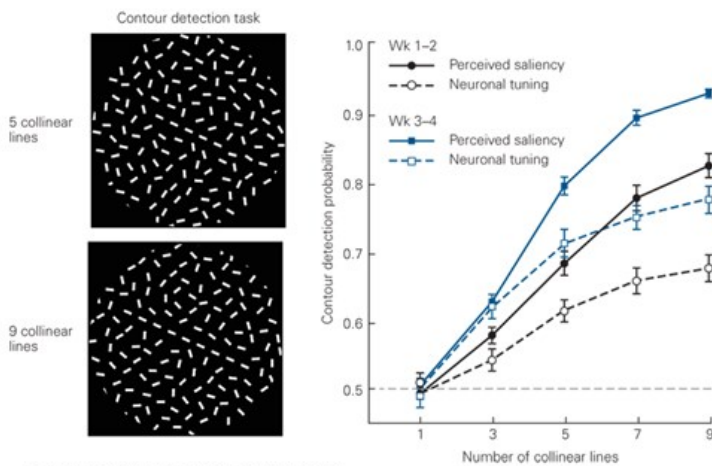 Contour detection task
5 collinear
lines
9 collinear
lines
Contour detection probability
1.0
0.9
0.8
0.7
0.6
0.5
Wk 1–2
Perceived saliency
Neuronal tuning
Wk 3–4
Perceived saliency
Neuronal tuning
1 3 5 7 9
Number of collinear lines